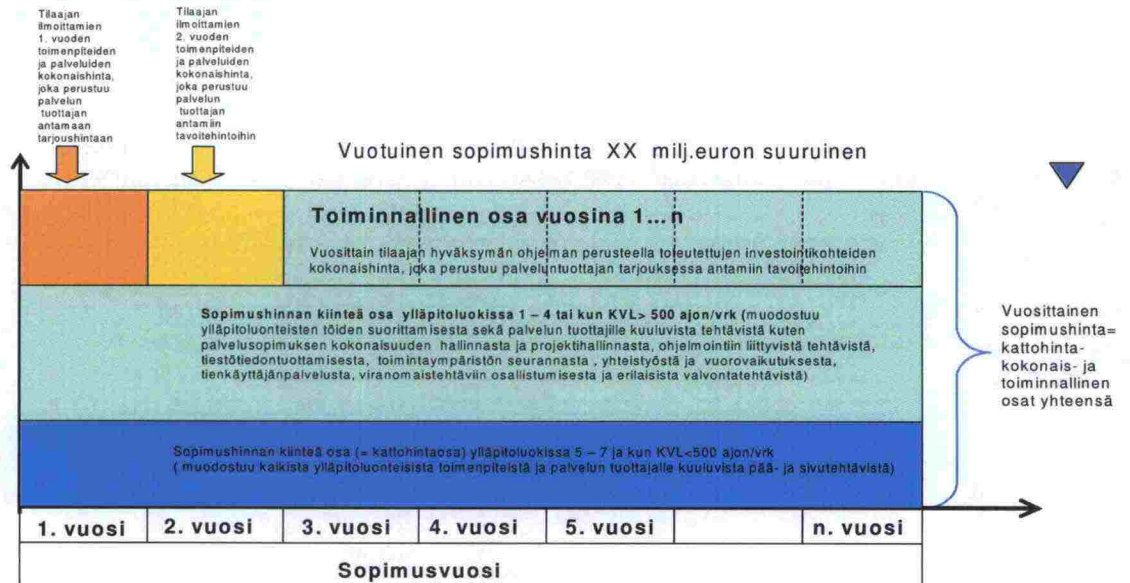 Tilaajan
ilmoittamien
1. vuoden
toimenpiteiden
ja palveluiden
kokonaishinta,
joka perustuu
palvelun
tuottajan
antamaan
tarjoushintaan
Tilaajan
ilmoittamien
2. vuoden
toimenpiteiden
ja palveluiden
kokonaishinta,
joka perustuu
palvelun
tuottajan
antamiin
tavoitehintoihin
Vuotuinen sopimushinta XX milj.euron suuruinen
Toiminnallinen osa vuosina 1...n
Vuosittain tilaajan hyväksymän ohjelman perusteella toteutettujen investointikohteiden
kokonaishinta, joka perustuu palveluntuottajan tarjouksessa antamiin tavoitehintoihin
Sopimushinnan kiinteä osa ylläpitoluokissa 1 – 4 tai kun KVL> 500 ajon/vrk (muodostuu
ylläpitoluonteisten töiden suorittamisesta sekä palvelun tuottajille kuuluvista tehtävistä kuten
palvelusopimuksen kokonaisuuden hallinnasta ja projektihallinnasta, ohjelmointiin liittyvistä tehtävistä,
tiestötiedontuottamisesta, toimintaympäristön seurannasta , yhteistyöstä ja vuorovaikutuksesta,
tienkäyttäjänpalvelusta, viranomaistehtäviin osallistumisesta ja erilaisista valvontatehtävistä)
Sopimushinnan kiinteä osa (= kattohintaosa) ylläpitoluokissa 5 – 7 ja kun KVL<500 ajon/vrk
( muodostuu kaikista ylläpitoluonteisista toimenpiteistä ja palvelun tuottajalle kuuluvista pää- ja sivutehtävistä)
Vuosittainen
sopimushinta=
kattohinta-
kokonais- ja
toiminnallinen
osat yhteensä
1. vuosi 2. vuosi 3. vuosi 4. vuosi 5. vuosi n. vuosi
Sopimusvuosi